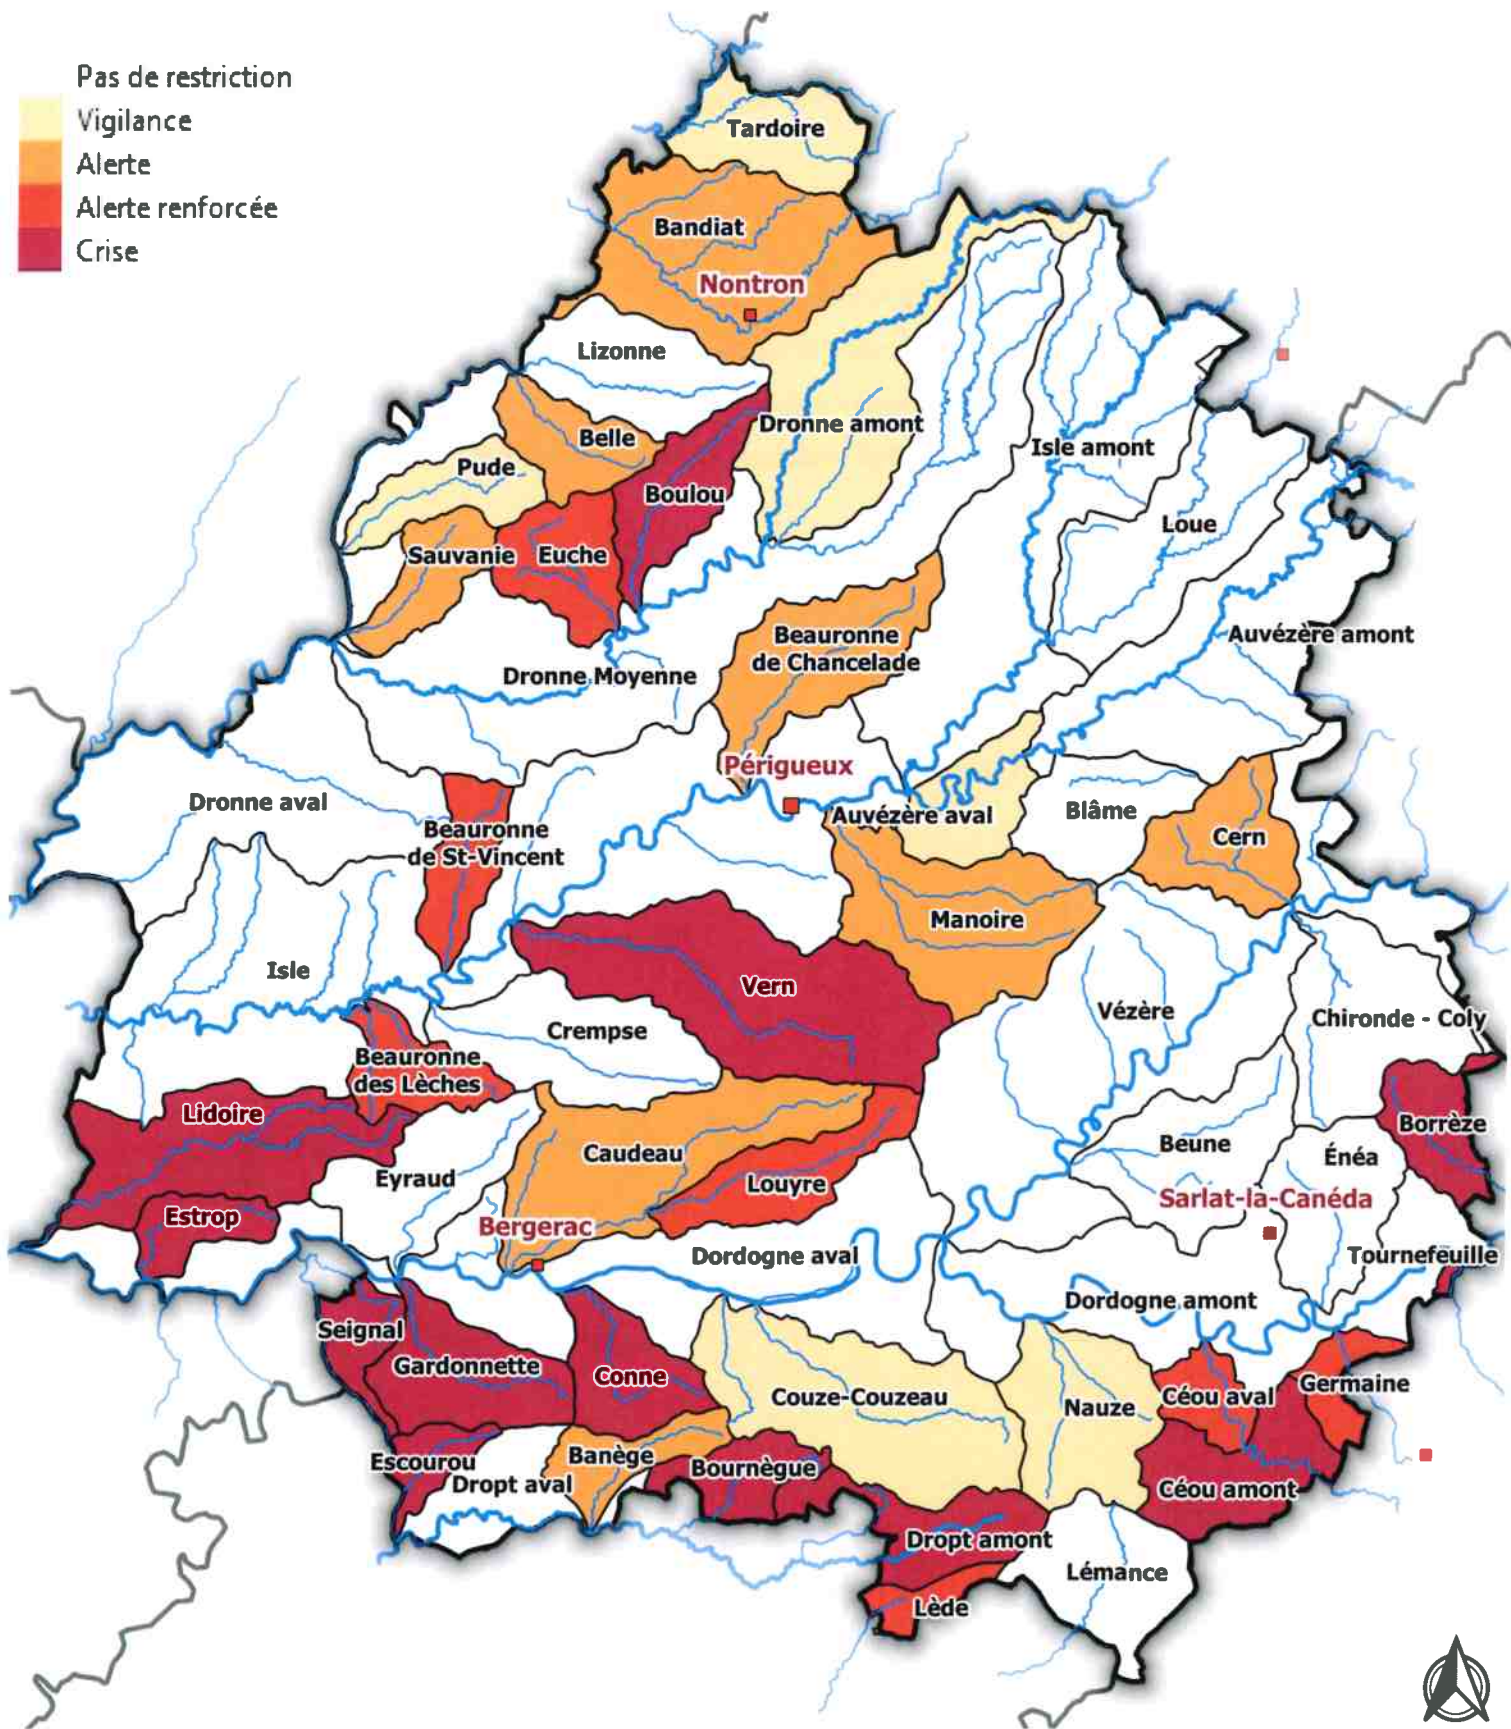 Pas de restriction
Vigilance
Alerte
Alerte renforcée
Crise
Tardoire
Bandiat
Nontron
Lizonne
Belle
Dronne amont
Pude
Isle amont
Boulou
Loue
Sauvanie
Euche
Beauronne
de Chancelade
Auvézère amont
Dronne Moyenne
Périgueux
Dronne aval
Auvézère aval
Blâme
Beauronne
de St-Vincent
Cern
Manoire
Isle
Vern
Vézère
Chironde - Coly
Crempse
Beauronne
des Lèches
Lidoire
Borrèze
Caudeau
Beune
Énéa
Eyraud
Louyre
Sarlat-la-Canéda
Estrop
Bergerac
Dordogne aval
Tournefeuille
Dordogne amont
Seignal
Gardonnette
Conne
Couze-Couzeau
Nauze
Céou aval
Germaine
Escourou
Banège
Dropt aval
Bournègue
Céou amont
Dropt amont
Lémance
Lède